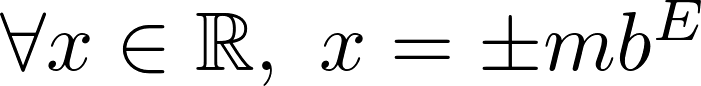 ∀x ∈ ℝ, x = ±mb^E